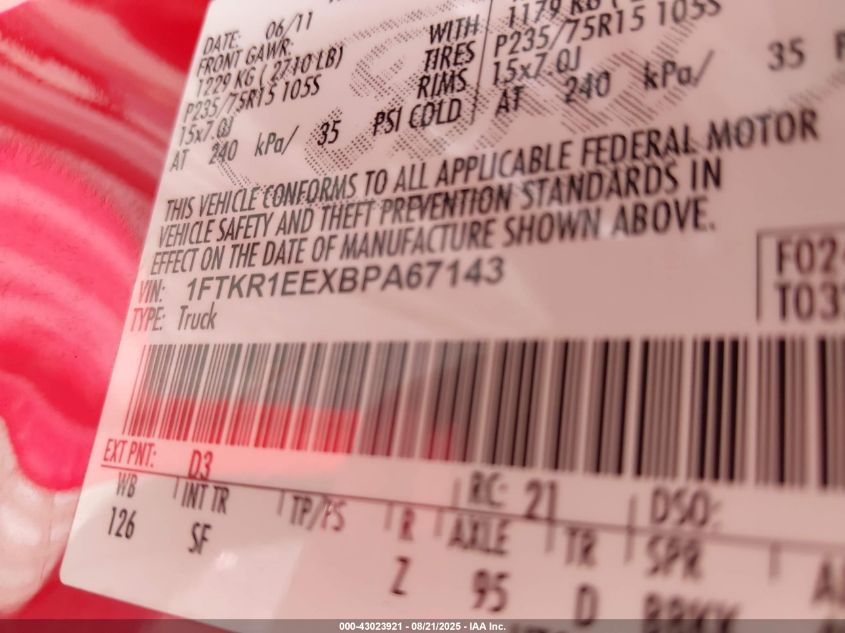 DATE: 06/11
FRONT GAWR:
1229 KG ( 2710 LB)
P235/75R15 105S
15x7.0J
AT 240 kPa/ 35 PSI COLD
WITH
TIRES
RIMS
1179 KG (
P235/75R15 105S
15x7.0J
AT 240 kPa/ 35
THIS VEHICLE CONFORMS TO ALL APPLICABLE FEDERAL MOTOR
VEHICLE SAFETY AND THEFT PREVENTION STANDARDS IN
EFFECT ON THE DATE OF MANUFACTURE SHOWN ABOVE.
VIN: 1FTKR1EEXBPA67143
TYPE: Truck
EXT PNT: D3
RC: 21 DSO:
WB INT TR TP/PS R AXLE TR SPR
126 SF Z 95 D
000-43023921 - 08/21/2025 - IAA Inc.